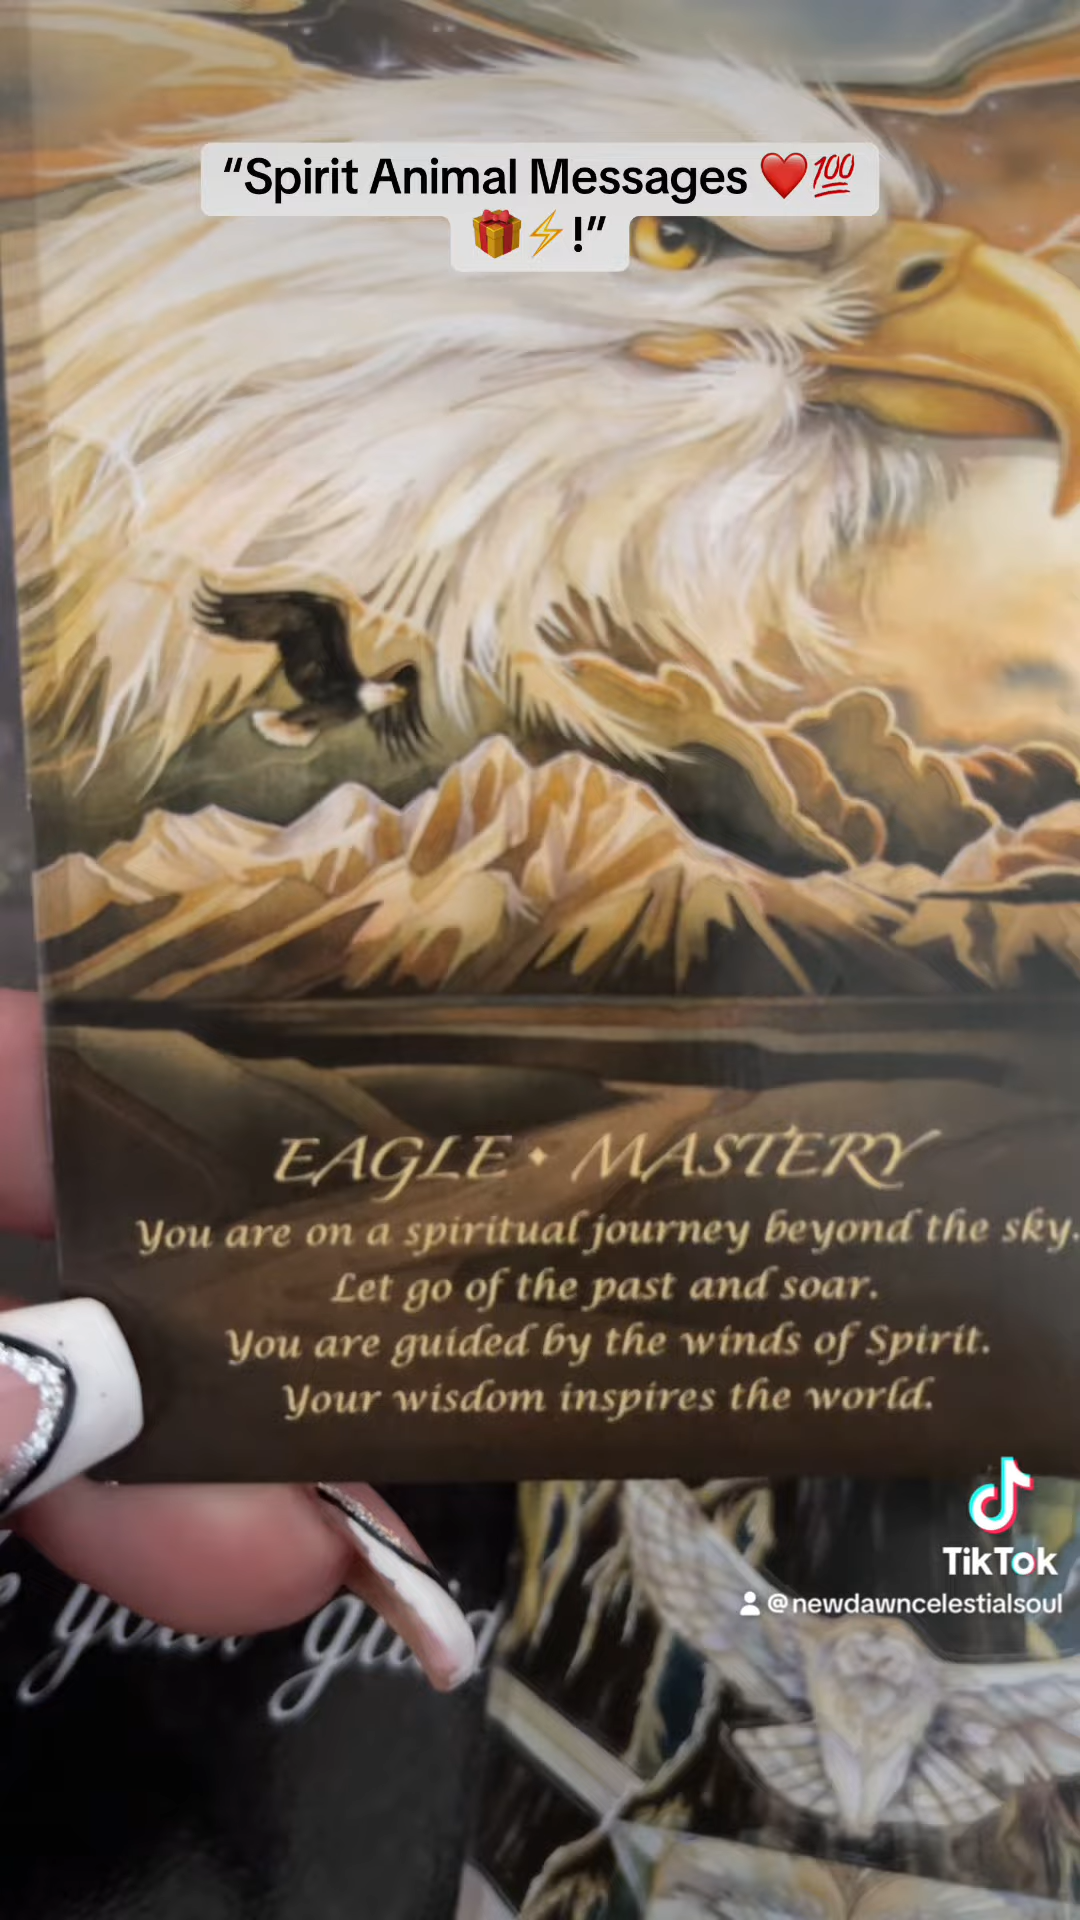 “Spirit Animal Messages ❤️💯
🎁⚡!”
EAGLE • MASTERY
You are on a spiritual journey beyond the sky.
Let go of the past and soar.
You are guided by the winds of Spirit.
Your wisdom inspires the world.
TikTok
@newdawncelestialsoul
your